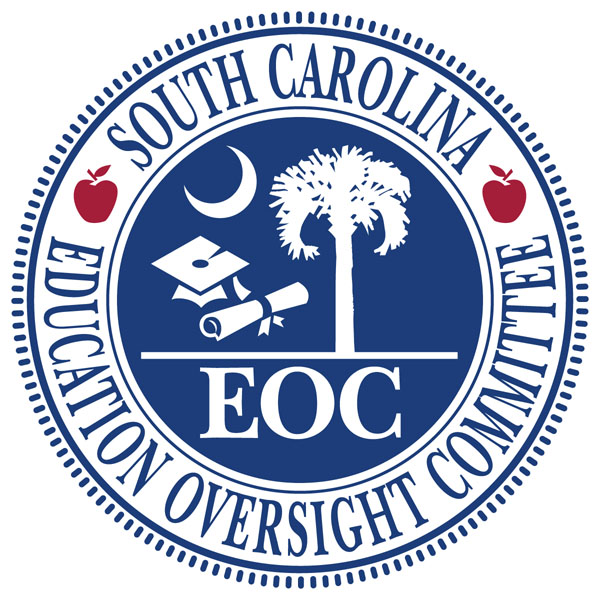 SOUTH CAROLINA
EDUCATION OVERSIGHT COMMITTEE
EOC